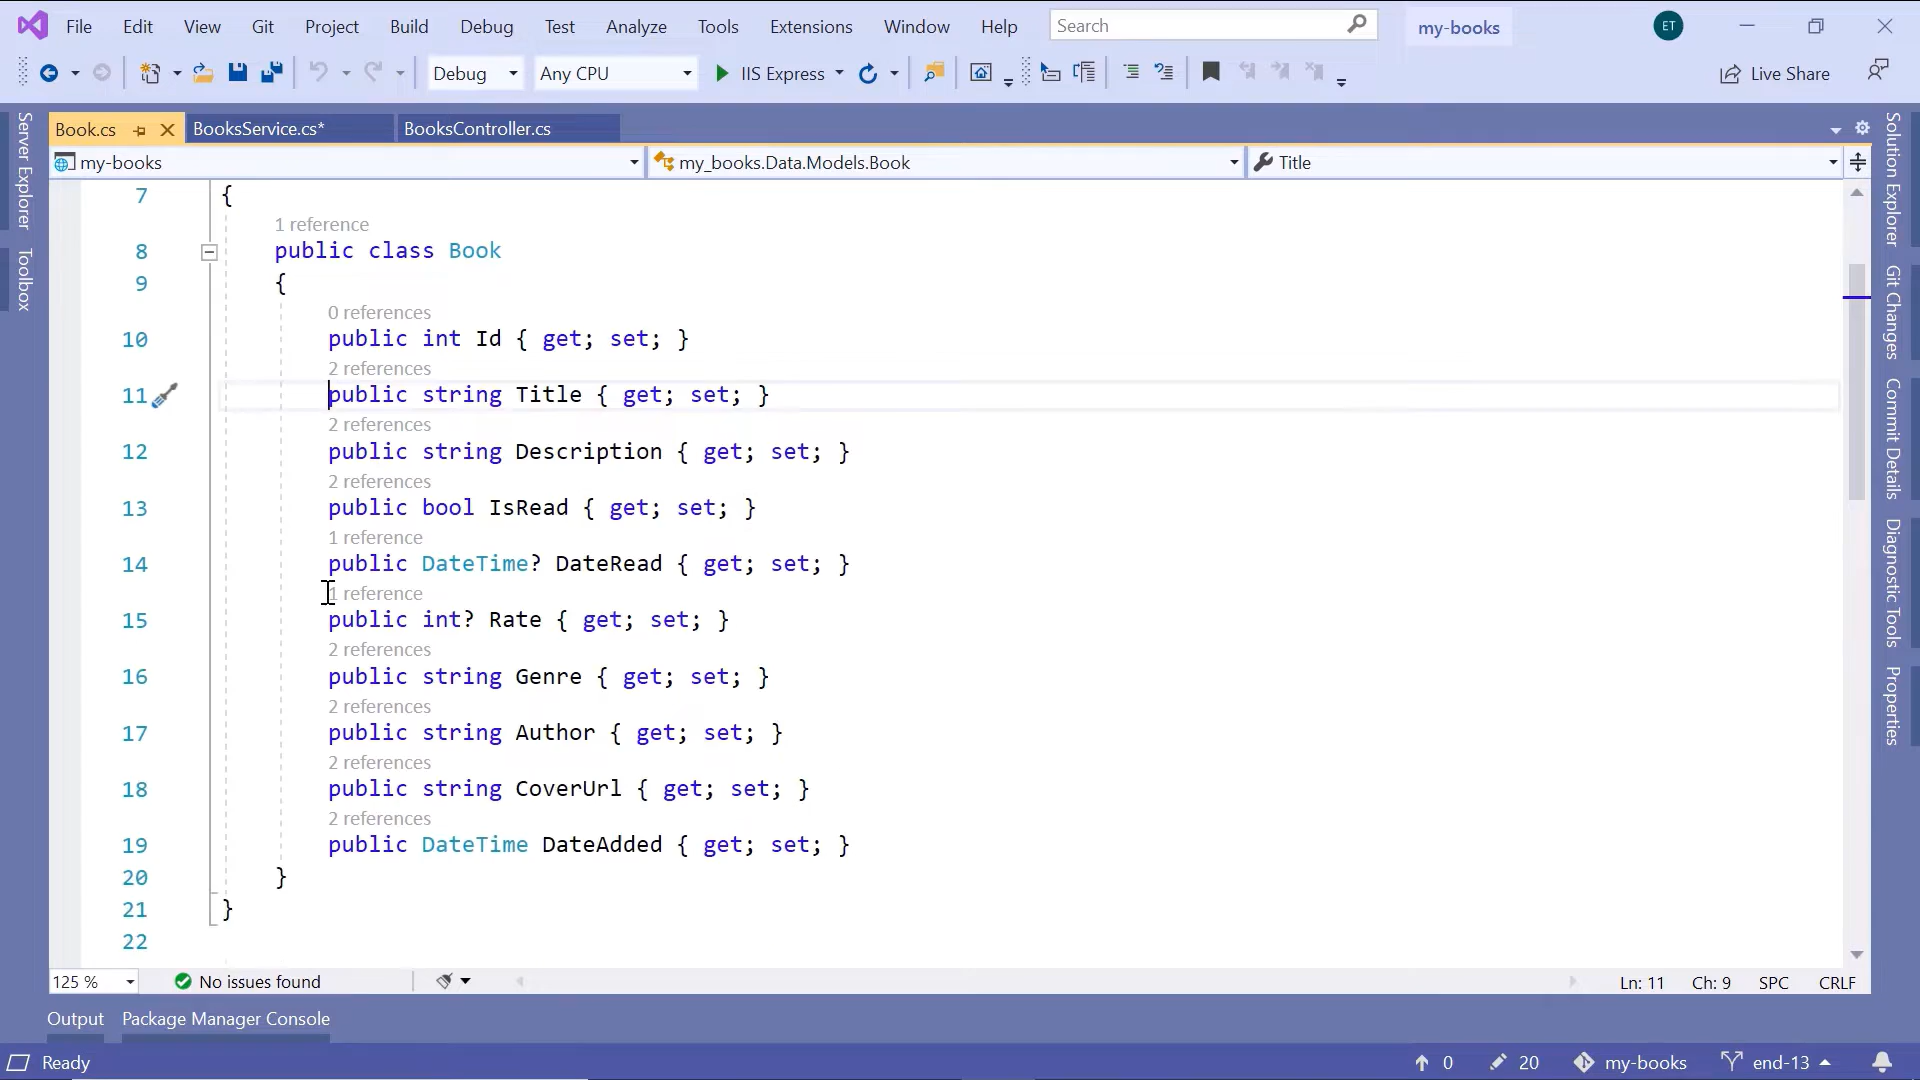 File Edit View Git Project Build Debug Test Analyze Tools Extensions Window Help Search my-books ET
Debug Any CPU IIS Express Live Share
Book.cs BooksService.cs* BooksController.cs
my-books my_books.Data.Models.Book Title
Server Explorer
Toolbox
7 {
1 reference
8 public class Book
9 {
0 references
10 public int Id { get; set; }
2 references
11 public string Title { get; set; }
2 references
12 public string Description { get; set; }
2 references
13 public bool IsRead { get; set; }
1 reference
14 public DateTime? DateRead { get; set; }
1 reference
15 public int? Rate { get; set; }
2 references
16 public string Genre { get; set; }
2 references
17 public string Author { get; set; }
2 references
18 public string CoverUrl { get; set; }
2 references
19 public DateTime DateAdded { get; set; }
20 }
21 }
22
Solution Explorer
Git Changes
Commit Details
Diagnostic Tools
Properties
125 % No issues found Ln: 11 Ch: 9 SPC CRLF
Output Package Manager Console
Ready 0 20 my-books end-13